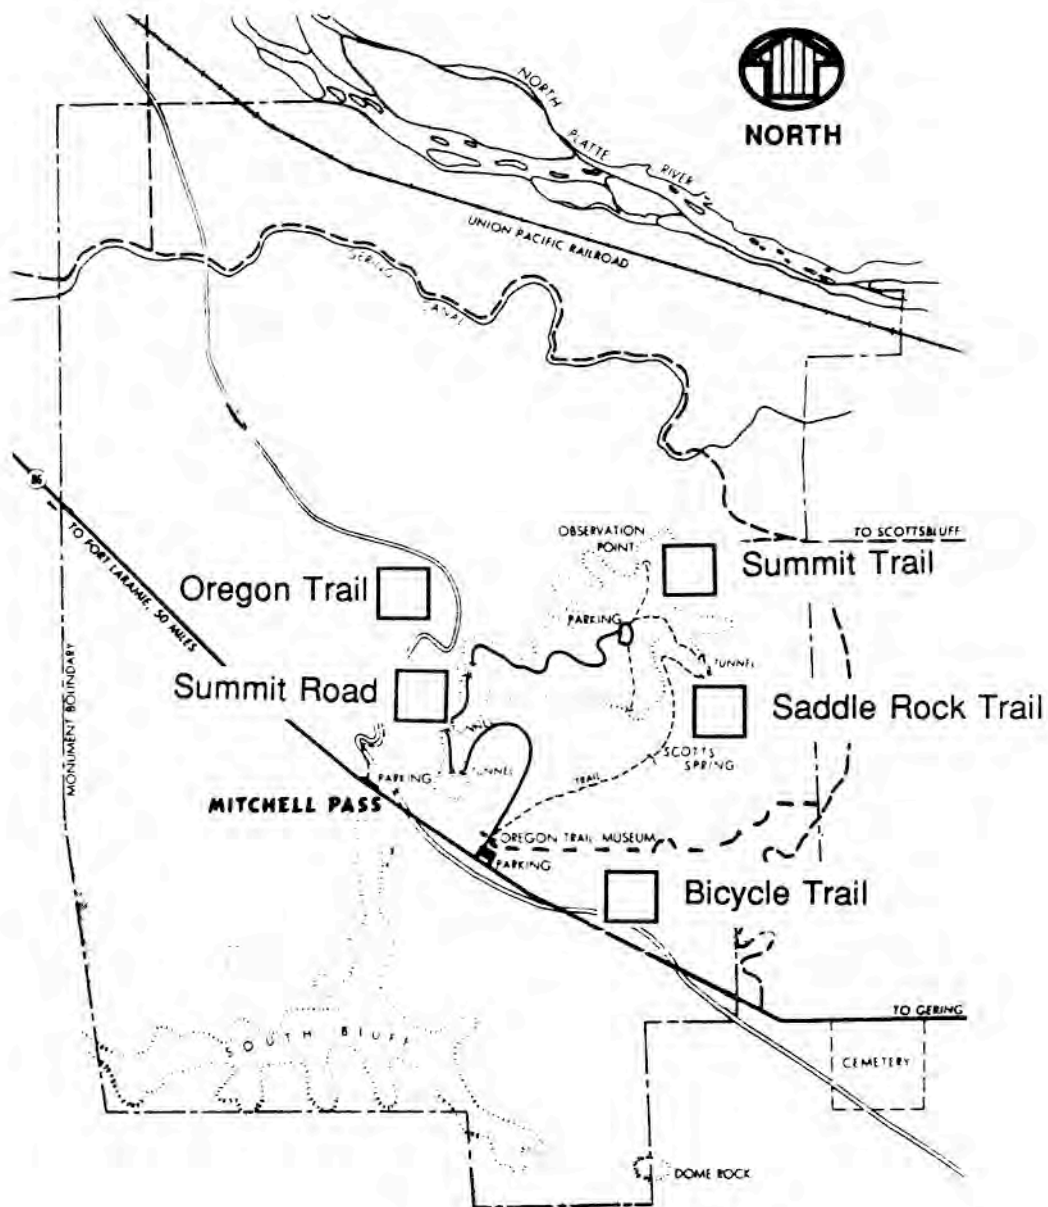 NORTH
PLATTE
RIVER
NORTH
UNION PACIFIC RAILROAD
GERING
CANAL
86
TO FORT LARAMIE, 50 MILES
MONUMENT BOUNDARY
OBSERVATION
POINT
TO SCOTTSBLUFF
Summit Trail
Oregon Trail
PARKING
TUNNEL
Summit Road
Saddle Rock Trail
SCOTTS
SPRING
TRAIL
PARKING
TUNNEL
MITCHELL PASS
OREGON TRAIL MUSEUM
PARKING
Bicycle Trail
TO GERING
CEMETERY
SOUTH BLUFF
DOME ROCK